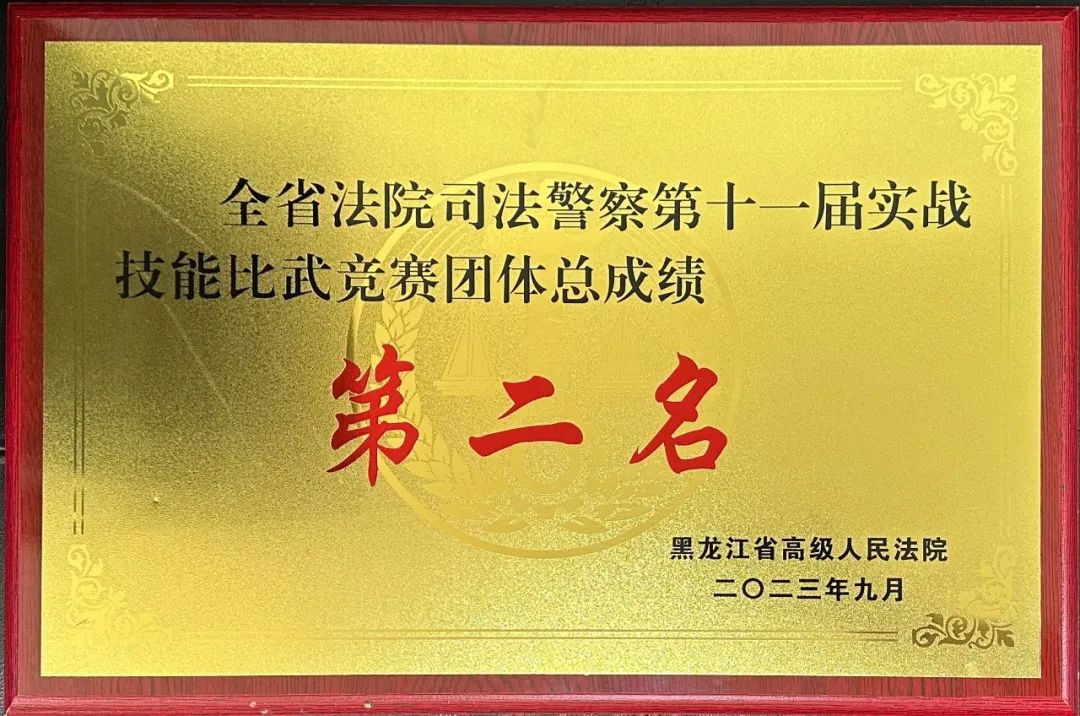 全省法院司法警察第十一届实战
技能比武竞赛团体总成绩
第二名
黑龙江省高级人民法院
二〇二三年九月